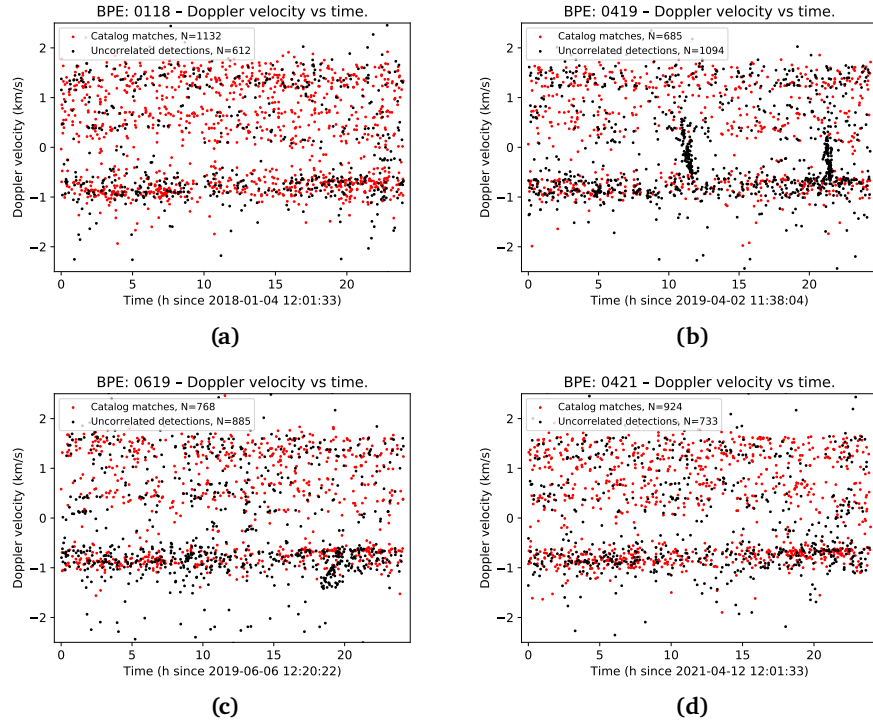 BPE: 0118 – Doppler velocity vs time.
Catalog matches, N=1132
Uncorrelated detections, N=612
Doppler velocity (km/s)
2
1
0
−1
−2
0 5 10 15 20
Time (h since 2018-01-04 12:01:33)
(a)
BPE: 0419 – Doppler velocity vs time.
Catalog matches, N=685
Uncorrelated detections, N=1094
Doppler velocity (km/s)
2
1
0
−1
−2
0 5 10 15 20
Time (h since 2019-04-02 11:38:04)
(b)
BPE: 0619 – Doppler velocity vs time.
Catalog matches, N=768
Uncorrelated detections, N=885
Doppler velocity (km/s)
2
1
0
−1
−2
0 5 10 15 20
Time (h since 2019-06-06 12:20:22)
(c)
BPE: 0421 – Doppler velocity vs time.
Catalog matches, N=924
Uncorrelated detections, N=733
Doppler velocity (km/s)
2
1
0
−1
−2
0 5 10 15 20
Time (h since 2021-04-12 12:01:33)
(d)